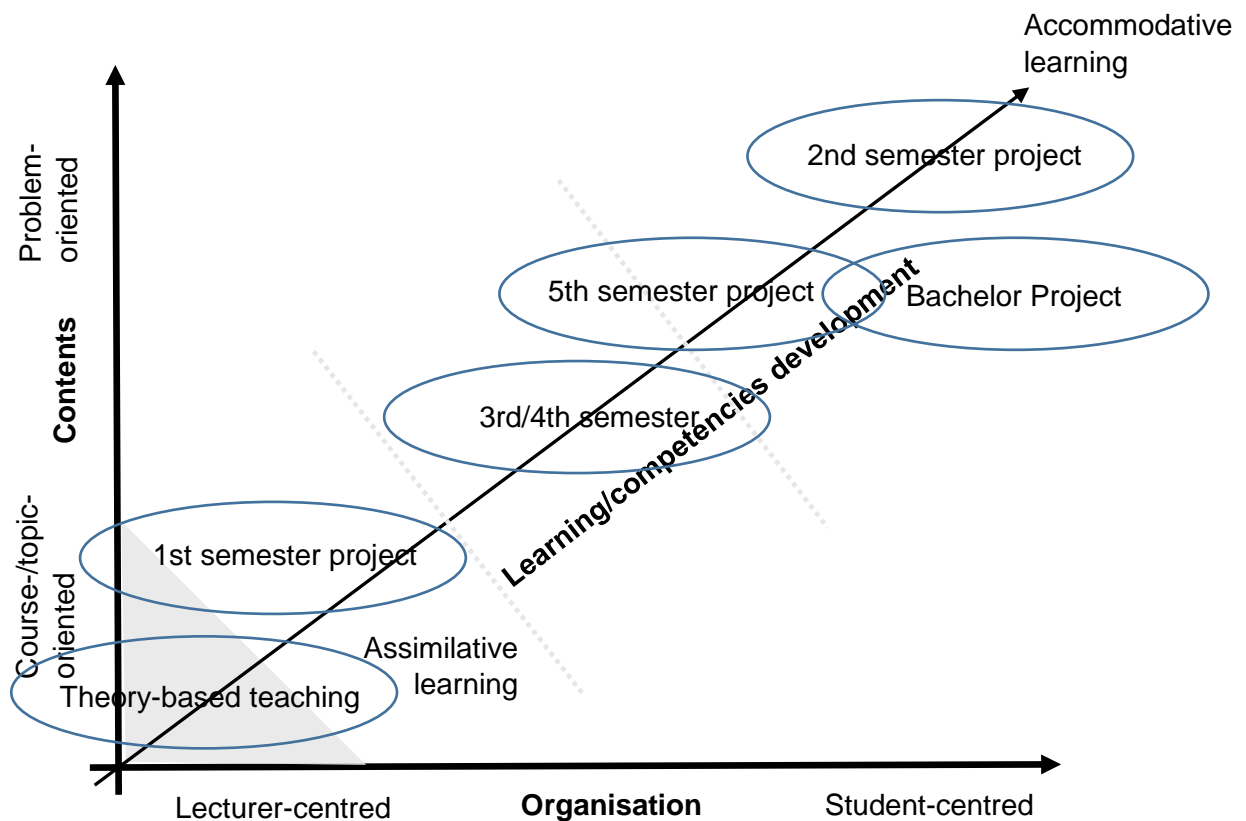 Accommodative
learning
2nd semester project
Problem-
oriented
5th semester project
Bachelor Project
Learning/competencies development
Contents
3rd/4th semester
1st semester project
Course-/topic-
oriented
Assimilative
learning
Theory-based teaching
Lecturer-centred
Organisation
Student-centred